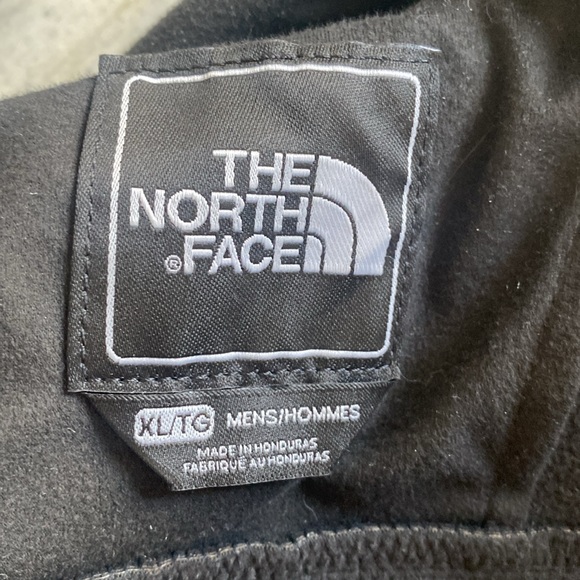 THE
NORTH
®FACE
XL/TG MENS/HOMMES
MADE IN HONDURAS
FABRIQUE AU HONDURAS